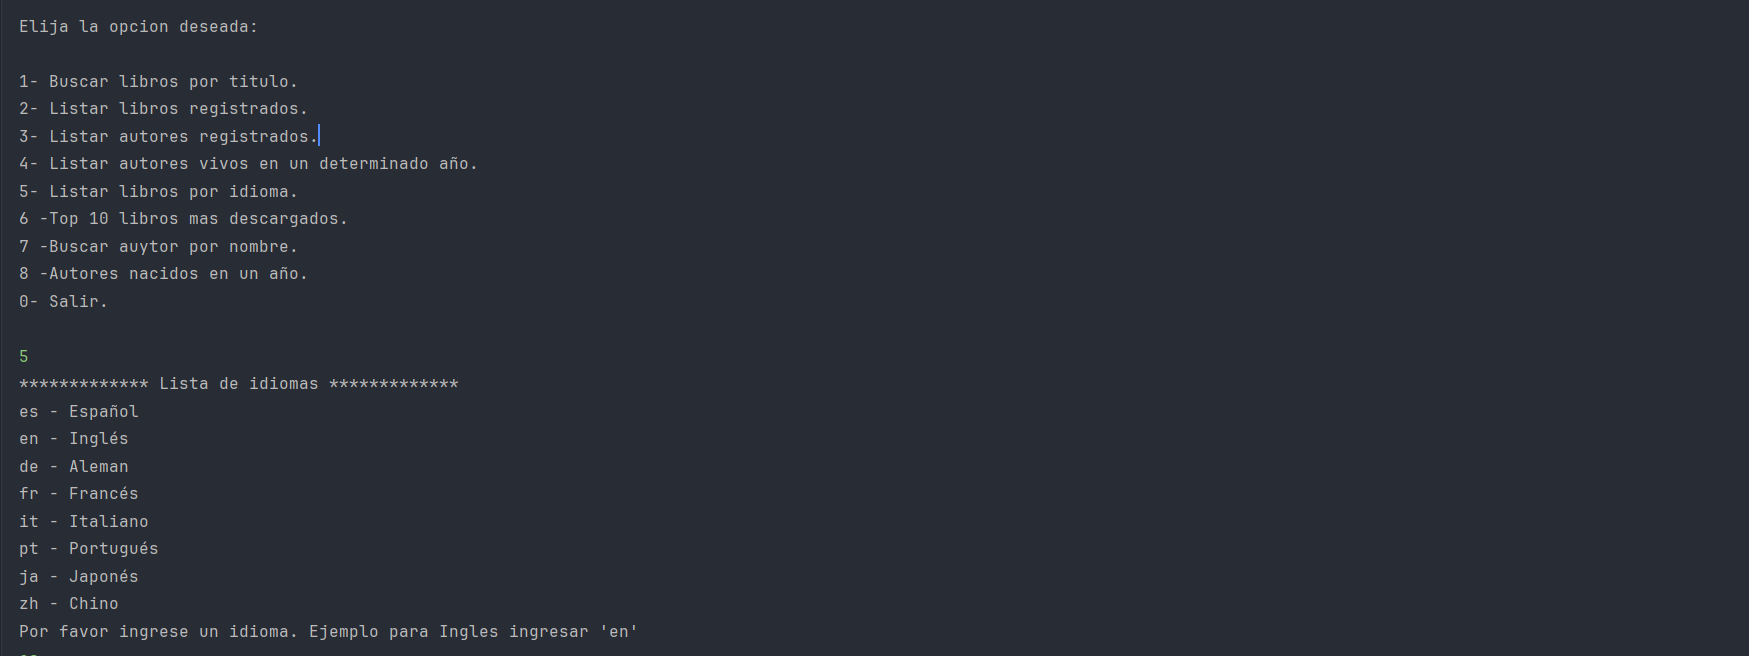 Elija la opcion deseada:
1- Buscar libros por titulo.
2- Listar libros registrados.
3- Listar autores registrados.
4- Listar autores vivos en un determinado año.
5- Listar libros por idioma.
6 -Top 10 libros mas descargados.
7 -Buscar auytor por nombre.
8 -Autores nacidos en un año.
0- Salir.
5
************* Lista de idiomas *************
es - Español
en - Inglés
de - Aleman
fr - Francés
it - Italiano
pt - Portugués
ja - Japonés
zh - Chino
Por favor ingrese un idioma. Ejemplo para Ingles ingresar 'en'